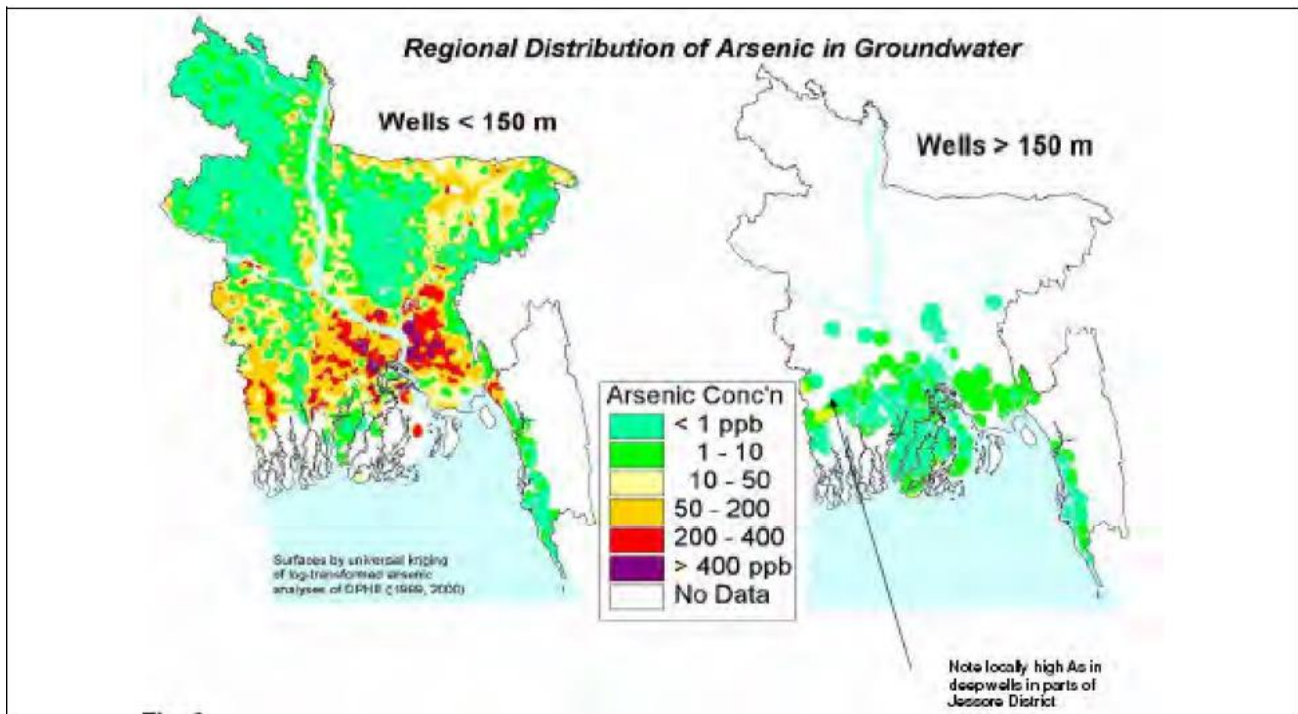 Regional Distribution of Arsenic in Groundwater
Wells < 150 m
Wells > 150 m
Arsenic Conc'n
< 1 ppb
1 - 10
10 - 50
50 - 200
200 - 400
> 400 ppb
No Data
Surfaces by universal kriging
of log-transformed arsenic
analyses of DPHE (1999, 2000)
Note locally high As in
deepwells in parts of
Jessore District